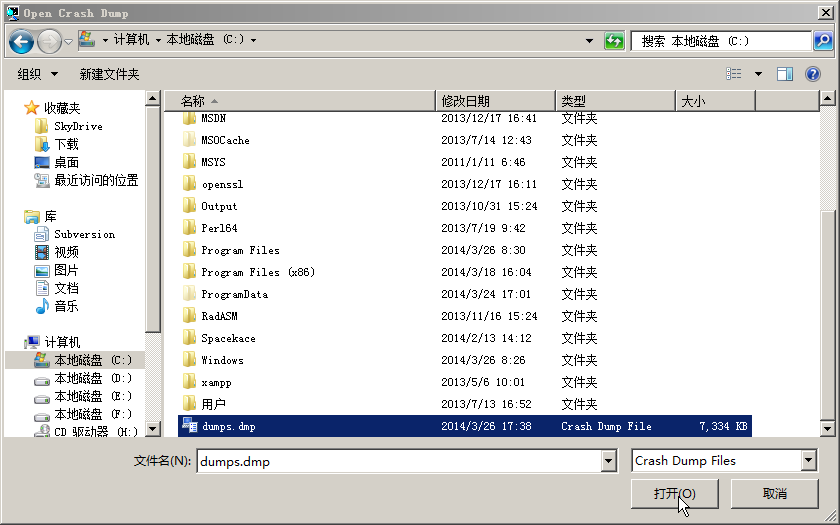 Open Crash Dump
计算机 本地磁盘 (C:)
搜索 本地磁盘 (C:)
组织 新建文件夹
收藏夹
SkyDrive
下载
桌面
最近访问的位置
库
Subversion
视频
图片
文档
音乐
计算机
本地磁盘 (C:)
本地磁盘 (D:)
本地磁盘 (E:)
本地磁盘 (F:)
CD 驱动器 (H:)
名称 修改日期 类型 大小
MSDN 2013/12/17 16:41 文件夹
MSOCache 2013/7/14 12:43 文件夹
MSYS 2011/1/11 6:46 文件夹
openssl 2013/12/17 16:11 文件夹
Output 2013/10/31 15:24 文件夹
Perl64 2013/7/19 9:42 文件夹
Program Files 2014/3/26 8:30 文件夹
Program Files (x86) 2014/3/18 16:04 文件夹
ProgramData 2014/3/24 17:01 文件夹
RadASM 2013/11/16 15:24 文件夹
Spacekace 2014/2/13 14:12 文件夹
Windows 2014/3/26 8:26 文件夹
xampp 2013/5/6 10:01 文件夹
用户 2013/7/13 16:52 文件夹
dumps.dmp 2014/3/26 17:38 Crash Dump File 7,334 KB
文件名(N): dumps.dmp Crash Dump Files
打开(O) 取消